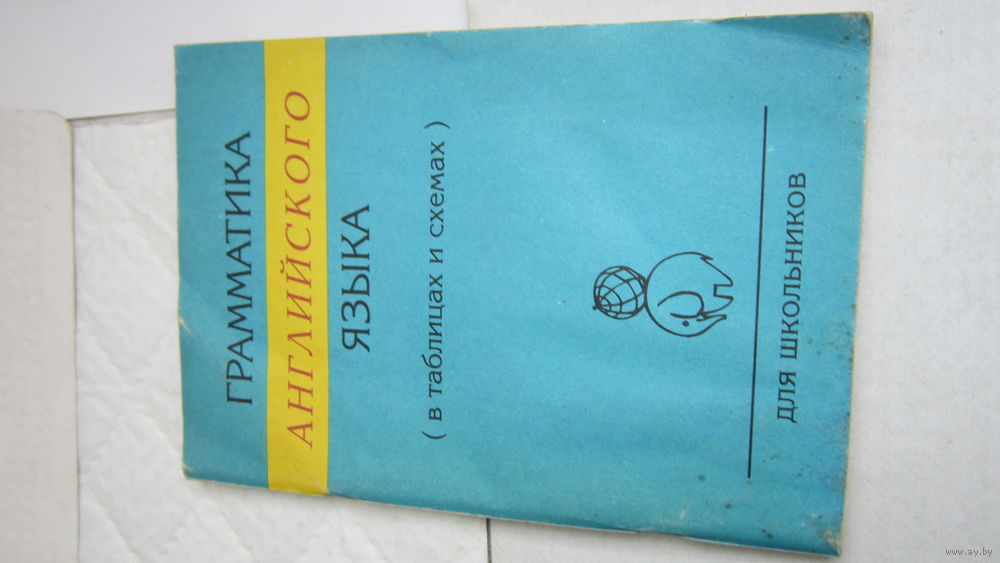 ГРАММАТИКА
АНГЛИЙСКОГО
ЯЗЫКА
( в таблицах и схемах )
ДЛЯ ШКОЛЬНИКОВ
www.ay.by